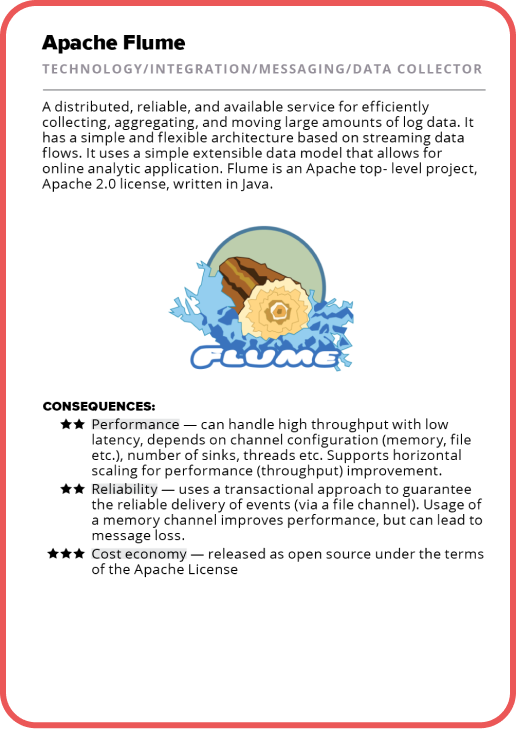 Apache Flume
TECHNOLOGY/INTEGRATION/MESSAGING/DATA COLLECTOR
A distributed, reliable, and available service for efficiently
collecting, aggregating, and moving large amounts of log data. It
has a simple and flexible architecture based on streaming data
flows. It uses a simple extensible data model that allows for
online analytic application. Flume is an Apache top- level project,
Apache 2.0 license, written in Java.
FLUME
CONSEQUENCES:
★★ Performance — can handle high throughput with low
latency, depends on channel configuration (memory, file
etc.), number of sinks, threads etc. Supports horizontal
scaling for performance (throughput) improvement.
★★ Reliability — uses a transactional approach to guarantee
the reliable delivery of events (via a file channel). Usage of
a memory channel improves performance, but can lead to
message loss.
★★★ Cost economy — released as open source under the terms
of the Apache License